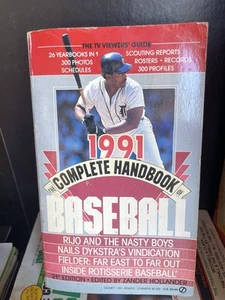 THE TV VIEWERS' GUIDE
26 YEARBOOKS IN 1
300 PHOTOS
SCHEDULES
SCOUTING REPORTS
ROSTERS • RECORDS
300 PROFILES
1991
THE COMPLETE HANDBOOK OF
BASEBALL
RIJO AND THE NASTY BOYS
NAILS DYKSTRA'S VINDICATION
FIELDER: FAR EAST TO FAR OUT
INSIDE ROTISSERIE BASEBALL
21st EDITION • EDITED BY ZANDER HOLLANDER